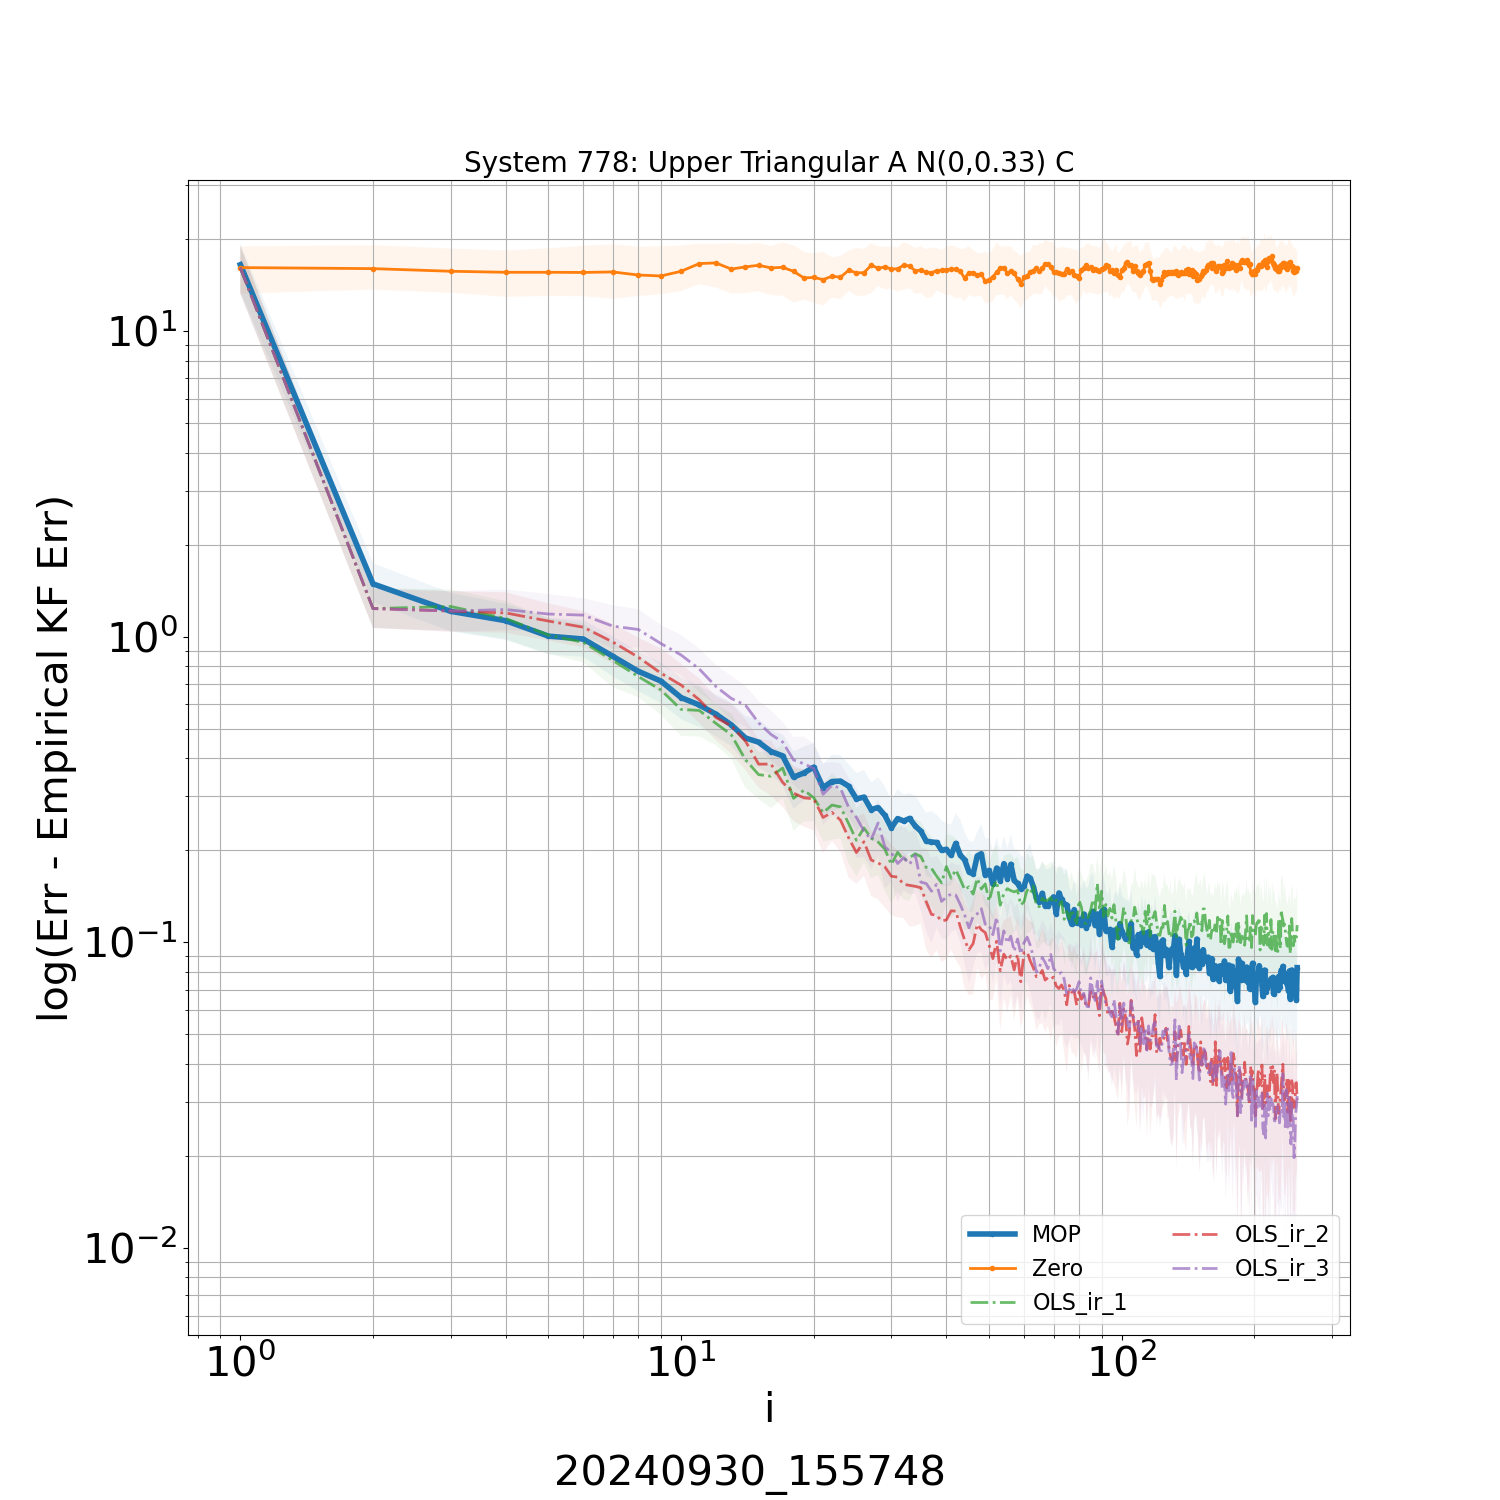 System 778: Upper Triangular A N(0,0.33) C
log(Err - Empirical KF Err)
10¹
10⁰
10⁻¹
10⁻²
10⁰ 10¹ 10²
MOP
Zero
OLS_ir_1
OLS_ir_2
OLS_ir_3
i
20240930_155748